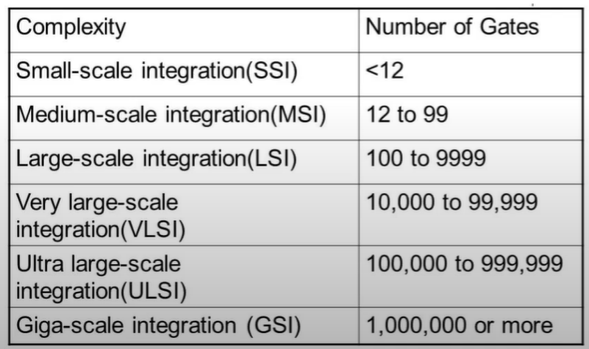 Complexity Number of Gates
Small-scale integration(SSI) <12
Medium-scale integration(MSI) 12 to 99
Large-scale integration(LSI) 100 to 9999
Very large-scale 10,000 to 99,999
integration(VLSI)
Ultra large-scale 100,000 to 999,999
integration(ULSI)
Giga-scale integration (GSI) 1,000,000 or more